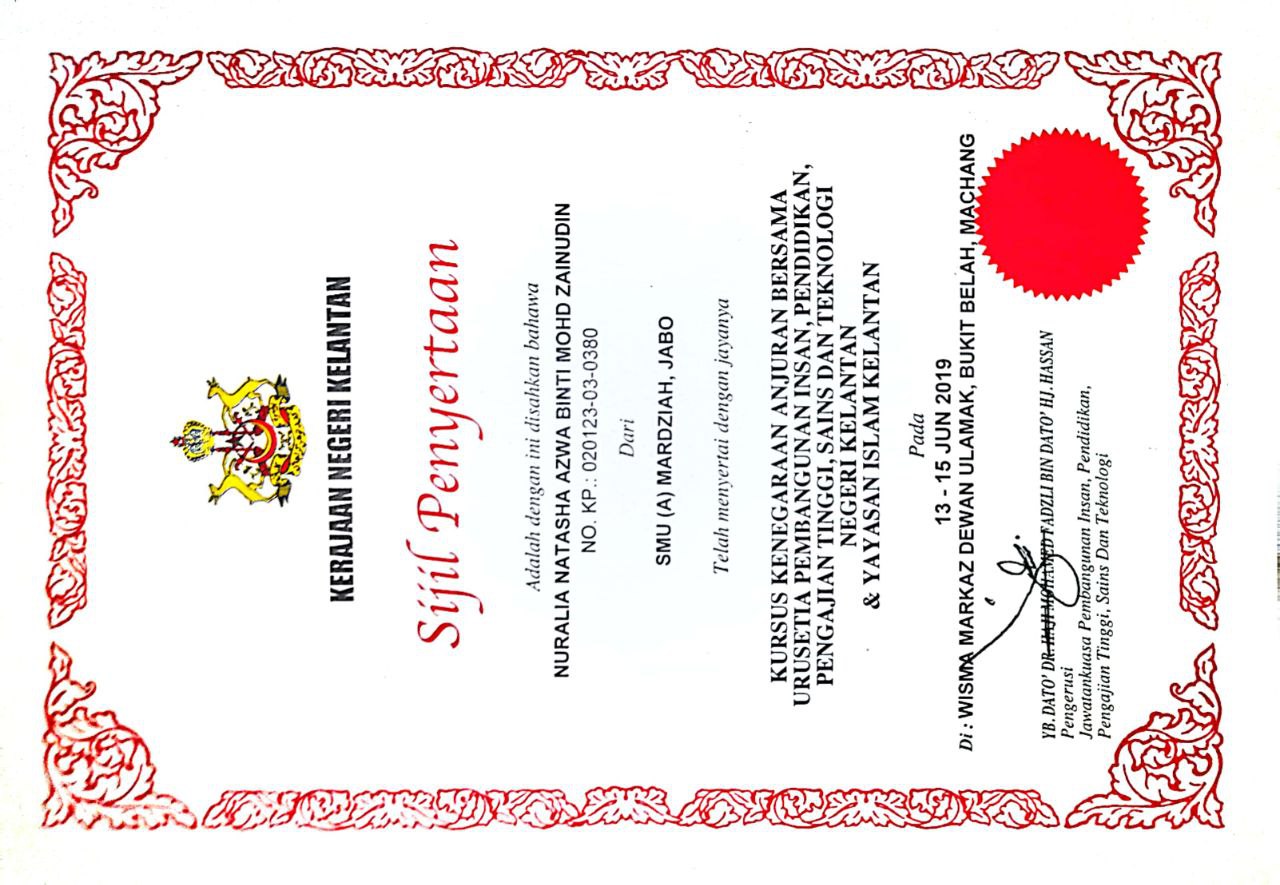 KERAJAAN NEGERI KELANTAN
Sijil Penyertaan
Adalah dengan ini disahkan bahawa
NURALIA NATASHA AZWA BINTI MOHD ZAINUDIN
NO. KP.: 020123-03-0380
Dari
SMU (A) MARDZIAH, JABO
Telah menyertai dengan jayanya
KURSUS KENEGARAAN ANJURAN BERSAMA
URUSETIA PEMBANGUNAN INSAN, PENDIDIKAN,
PENGAJIAN TINGGI, SAINS DAN TEKNOLOGI
NEGERI KELANTAN
& YAYASAN ISLAM KELANTAN
Pada
13 - 15 JUN 2019
Di : WISMA MARKAZ DEWAN ULAMAK, BUKIT BELAH, MACHANG
YB. DATO' DR. HAJI MOHAMED FADZLI BIN DATO' HJ. HASSAN
Pengerusi
Jawatankuasa Pembangunan Insan, Pendidikan,
Pengajian Tinggi, Sains Dan Teknologi